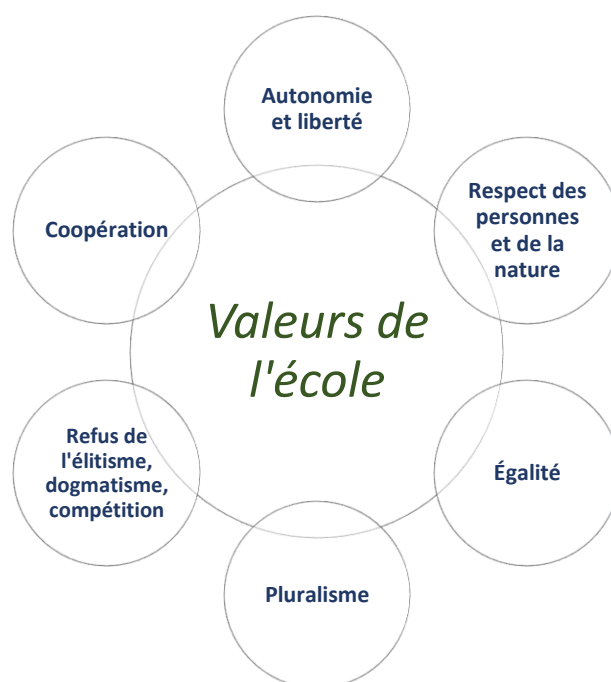 Autonomie
et liberté
Respect des
personnes
et de la
nature
Coopération
Valeurs de
l'école
Refus de
l'élitisme,
dogmatisme,
compétition
Égalité
Pluralisme